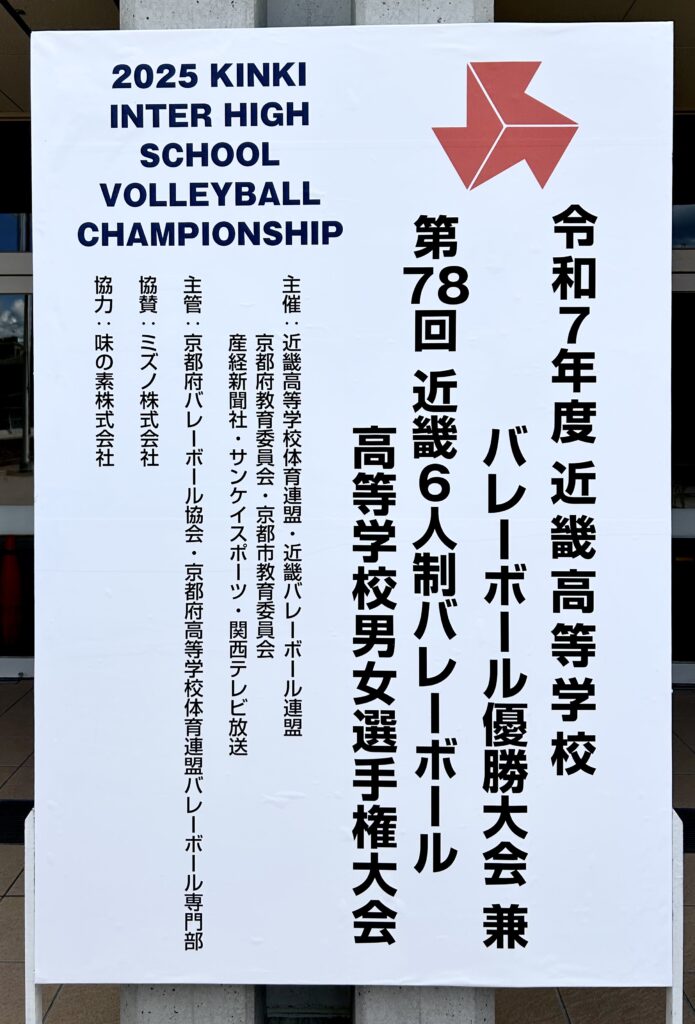 2025 KINKI
INTER HIGH
SCHOOL
VOLLEYBALL
CHAMPIONSHIP
令和7年度 近畿高等学校
バレーボール優勝大会 兼
第78回 近畿6人制バレーボール
高等学校男女選手権大会
主催：近畿高等学校体育連盟・近畿バレーボール連盟
京都府教育委員会・京都市教育委員会
産経新聞社・サンケイスポーツ・関西テレビ放送
主管：京都府バレーボール協会・京都府高等学校体育連盟バレーボール専門部
協賛：ミズノ株式会社
協力：味の素株式会社